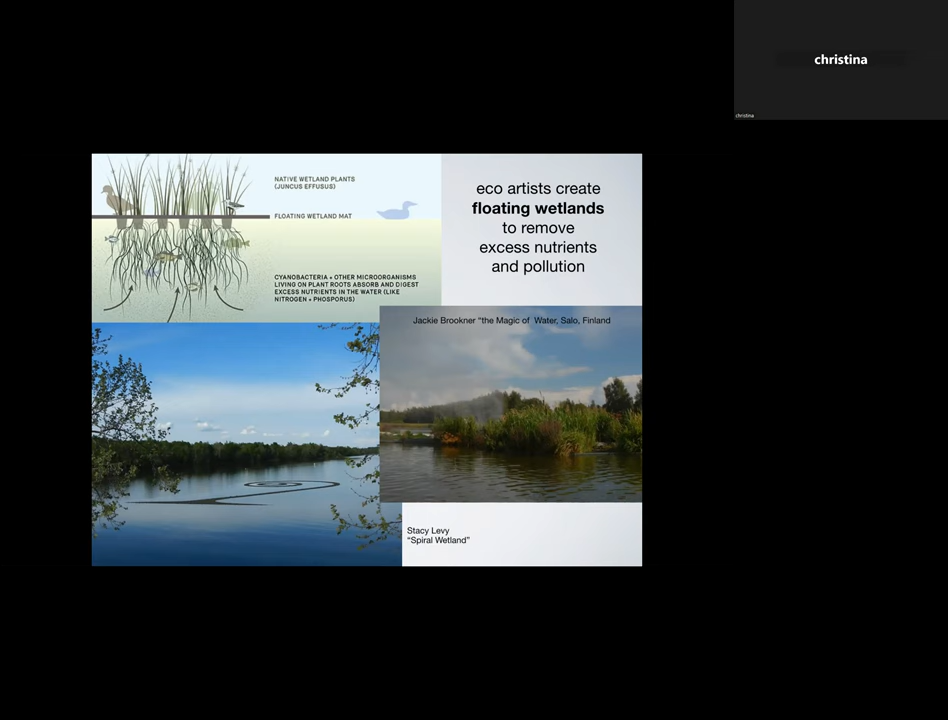 christina
christina
NATIVE WETLAND PLANTS
(JUNCUS EFFUSUS)
FLOATING WETLAND MAT
CYANOBACTERIA + OTHER MICROORGANISMS
LIVING ON PLANT ROOTS ABSORB AND DIGEST
EXCESS NUTRIENTS IN THE WATER (LIKE
NITROGEN + PHOSPORUS)
eco artists create
floating wetlands
to remove
excess nutrients
and pollution
Jackie Brookner “the Magic of Water, Salo, Finland
Stacy Levy
“Spiral Wetland”